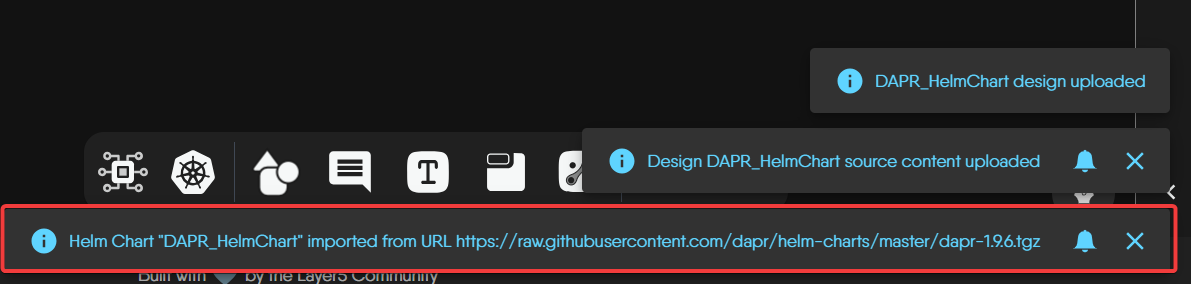 DAPR_HelmChart design uploaded
Design DAPR_HelmChart source content uploaded
T
Helm Chart "DAPR_HelmChart" imported from URL https://raw.githubusercontent.com/dapr/helm-charts/master/dapr-1.9.6.tgz
Built with by the Layer5 Community